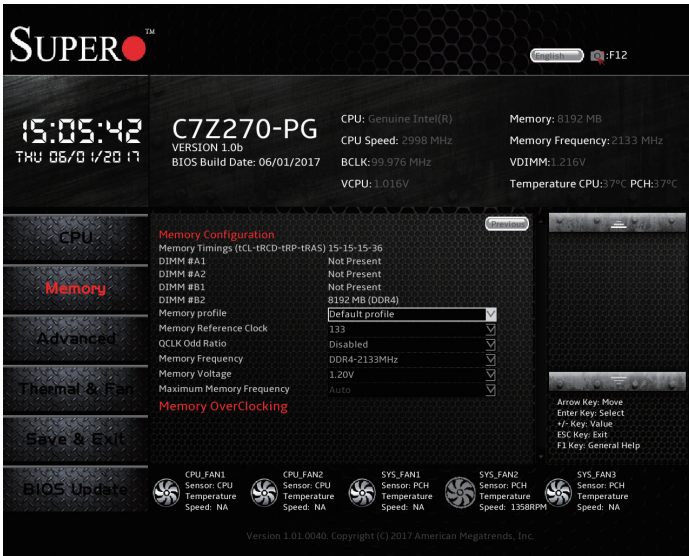 SUPER TM
English :F12
15:05:42
THU 06/01/2017
C7Z270-PG
VERSION 1.0b
BIOS Build Date: 06/01/2017
CPU: Genuine Intel(R)
CPU Speed: 2998 MHz
BCLK:99.976 MHz
VCPU:1.016V
Memory: 8192 MB
Memory Frequency:2133 MHz
VDIMM:1.216V
Temperature CPU:37°C PCH:37°C
CPU
Memory
Advanced
Thermal & Fan
Save & Exit
BIOS Update
Previous
Memory Configuration
Memory Timings (tCL-tRCD-tRP-tRAS) 15-15-15-36
DIMM #A1 Not Present
DIMM #A2 Not Present
DIMM #B1 Not Present
DIMM #B2 8192 MB (DDR4)
Memory profile Default profile
Memory Reference Clock 133
QCLK Odd Ratio Disabled
Memory Frequency DDR4-2133MHz
Memory Voltage 1.20V
Maximum Memory Frequency Auto
Memory OverClocking
Arrow Key: Move
Enter Key: Select
+/- Key: Value
ESC Key: Exit
F1 Key: General Help
CPU_FAN1
Sensor: CPU
Temperature
Speed: NA
CPU_FAN2
Sensor: CPU
Temperature
Speed: NA
SYS_FAN1
Sensor: PCH
Temperature
Speed: NA
SYS_FAN2
Sensor: PCH
Temperature
Speed: 1358RPM
SYS_FAN3
Sensor: PCH
Temperature
Speed: NA
Version 1.01.0040. Copyright (C) 2017 American Megatrends, Inc.